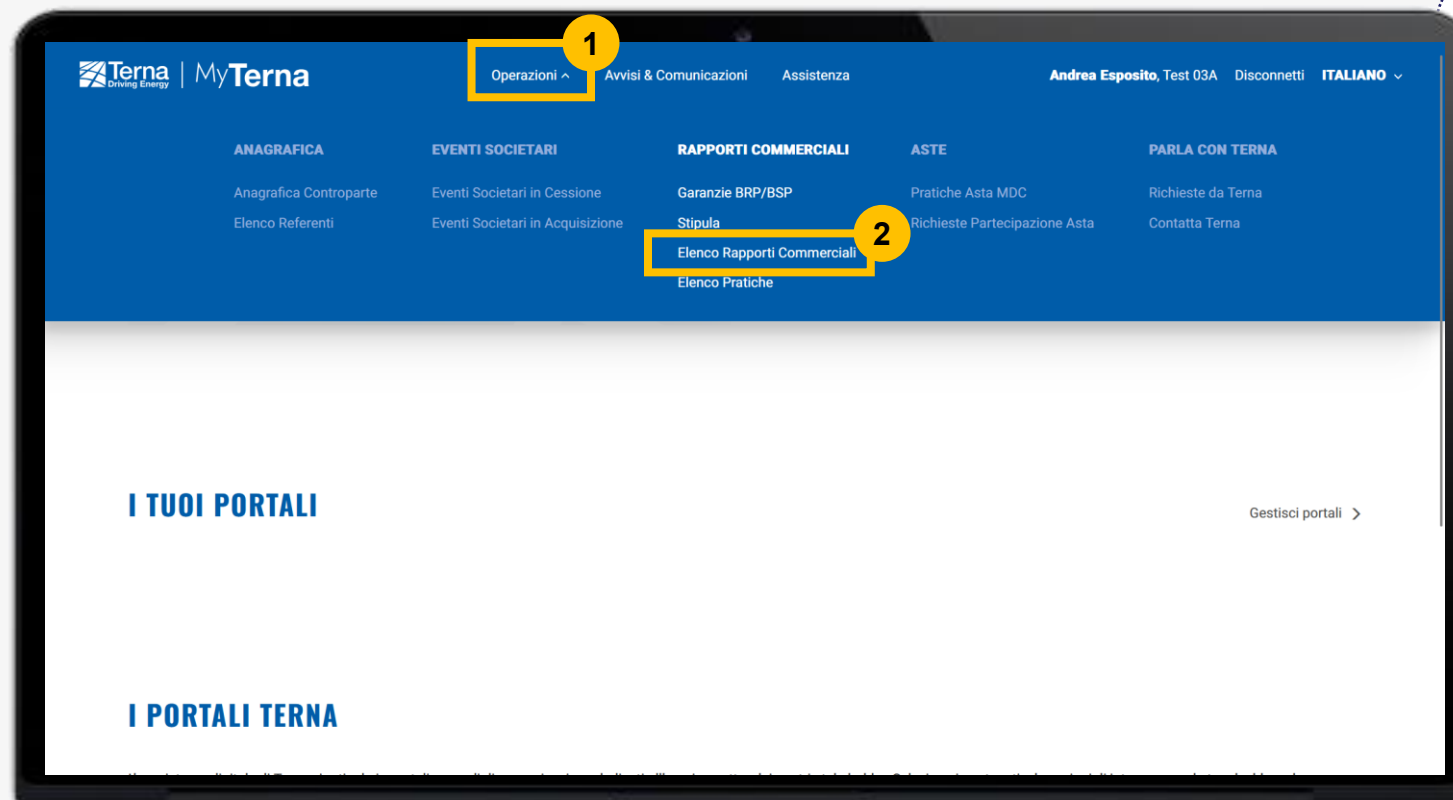 1
Terna
Driving Energy
MyTerna
Operazioni
Avvisi & Comunicazioni
Assistenza
Andrea Esposito, Test 03A
Disconnetti
ITALIANO
ANAGRAFICA
Anagrafica Controparte
Elenco Referenti
EVENTI SOCIETARI
Eventi Societari in Cessione
Eventi Societari in Acquisizione
RAPPORTI COMMERCIALI
Garanzie BRP/BSP
Stipula
2
Elenco Rapporti Commerciali
Elenco Pratiche
ASTE
Pratiche Asta MDC
Richieste Partecipazione Asta
PARLA CON TERNA
Richieste da Terna
Contatta Terna
I TUOI PORTALI
Gestisci portali
I PORTALI TERNA